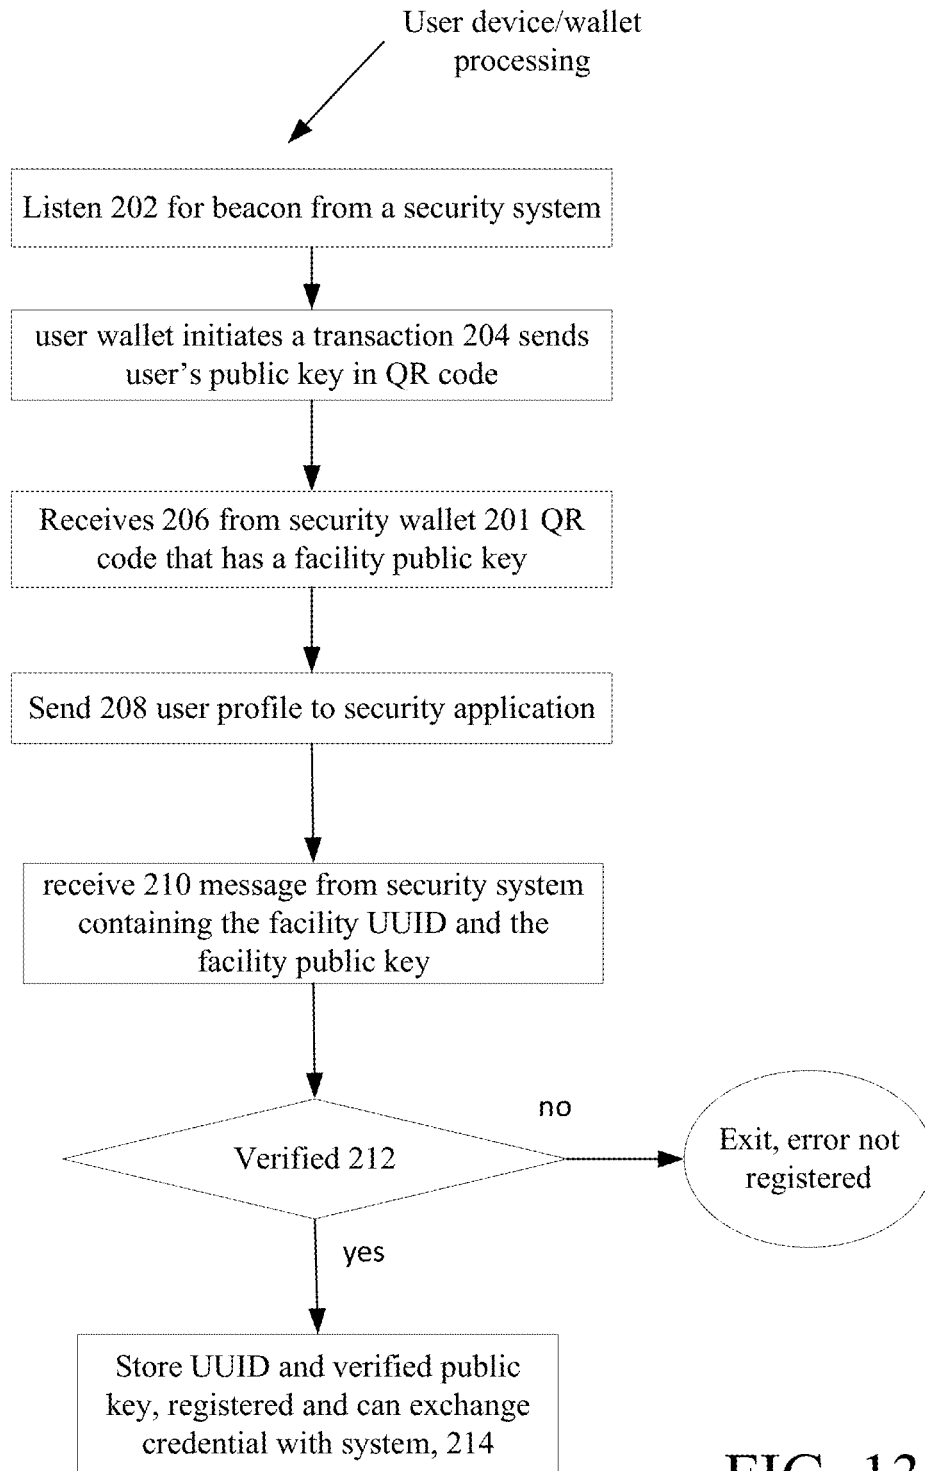 User device/wallet
processing
Listen 202 for beacon from a security system
user wallet initiates a transaction 204 sends
user's public key in QR code
Receives 206 from security wallet 201 QR
code that has a facility public key
Send 208 user profile to security application
receive 210 message from security system
containing the facility UUID and the
facility public key
Verified 212
no
Exit, error not
registered
yes
Store UUID and verified public
key, registered and can exchange
credential with system, 214
FIG. 13